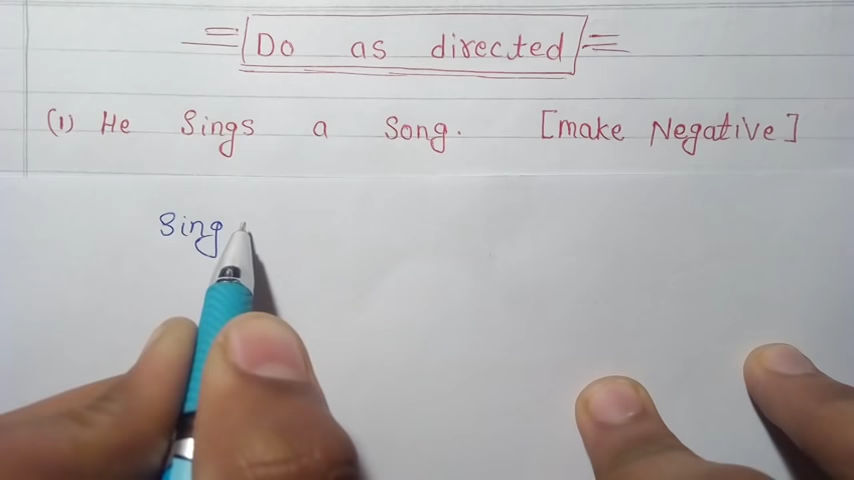 Do as directed
(1) He Sings a Song. [make Negative]
Sing